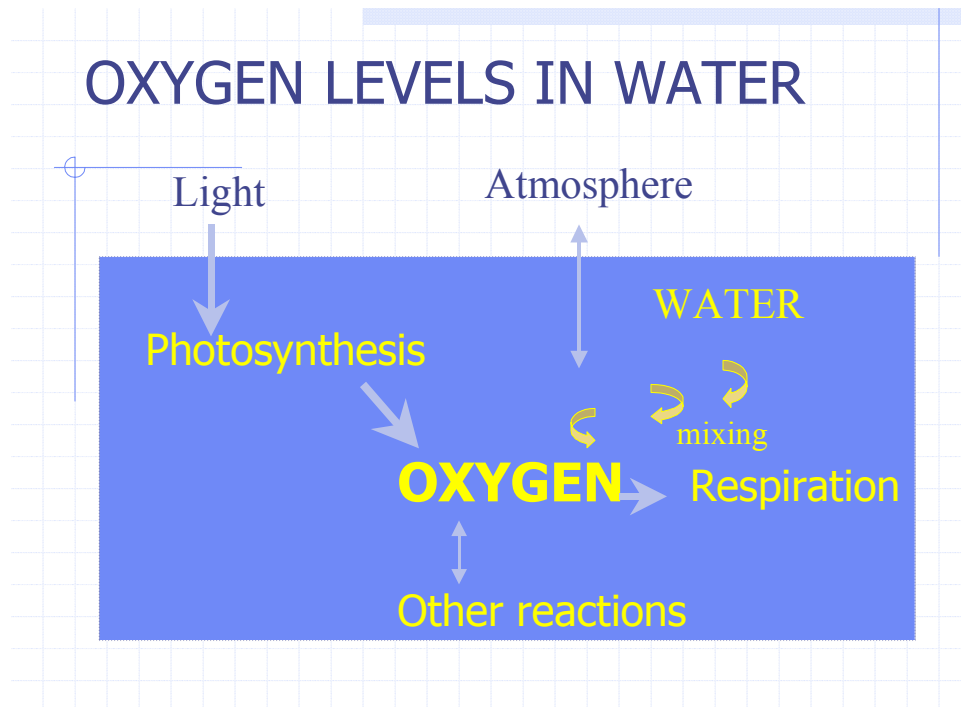 OXYGEN LEVELS IN WATER
Light
Atmosphere
WATER
Photosynthesis
mixing
OXYGEN
Respiration
Other reactions